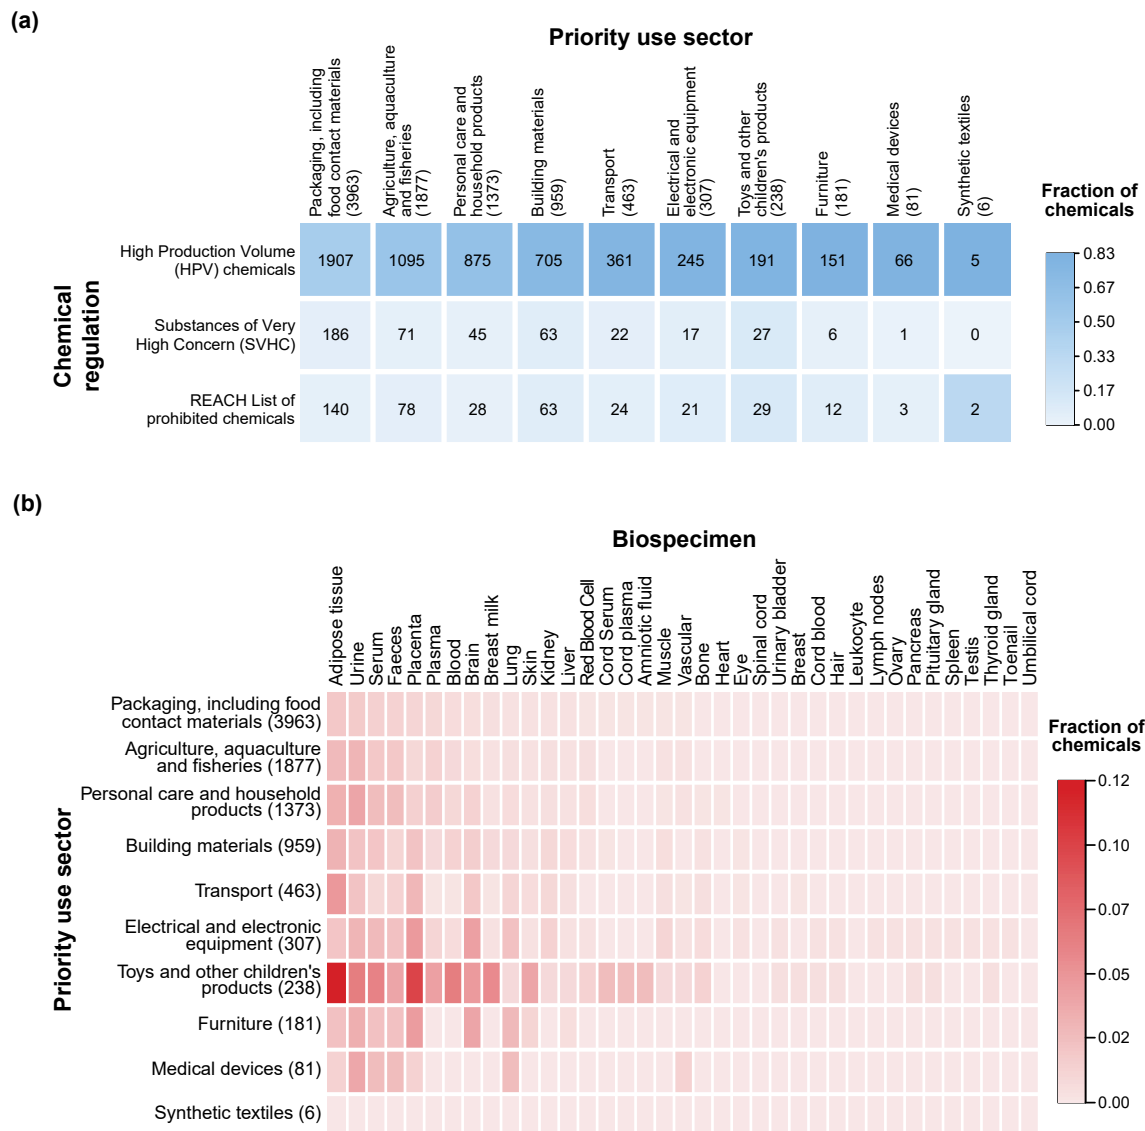 (a)
Priority use sector
Packaging, including
food contact materials
(3963)
Agriculture, aquaculture
and fisheries
(1877)
Personal care and
household products
(1373)
Building materials
(959)
Transport
(463)
Electrical and
electronic equipment
(307)
Toys and other
children's products
(238)
Furniture
(181)
Medical devices
(81)
Synthetic textiles
(6)
Chemical
regulation
High Production Volume
(HPV) chemicals
1907 1095 875 705 361 245 191 151 66 5
Substances of Very
High Concern (SVHC)
186 71 45 63 22 17 27 6 1 0
REACH List of
prohibited chemicals
140 78 28 63 24 21 29 12 3 2
Fraction of
chemicals
0.83
0.67
0.50
0.33
0.17
0.00
(b)
Biospecimen
Adipose tissue
Urine
Serum
Faeces
Placenta
Plasma
Blood
Brain
Breast milk
Lung
Skin
Kidney
Liver
Red Blood Cell
Cord Serum
Cord plasma
Amniotic fluid
Muscle
Vascular
Bone
Heart
Eye
Spinal cord
Urinary bladder
Breast
Cord blood
Hair
Leukocyte
Lymph nodes
Ovary
Pancreas
Pituitary gland
Spleen
Testis
Thyroid gland
Toenail
Umbilical cord
Priority use sector
Packaging, including food
contact materials (3963)
Agriculture, aquaculture
and fisheries (1877)
Personal care and household
products (1373)
Building materials (959)
Transport (463)
Electrical and electronic
equipment (307)
Toys and other children's
products (238)
Furniture (181)
Medical devices (81)
Synthetic textiles (6)
Fraction of
chemicals
0.12
0.10
0.07
0.05
0.02
0.00